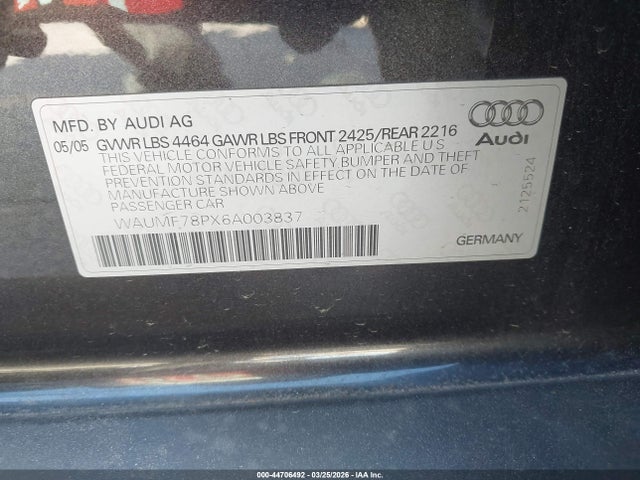 MFD. BY AUDI AG
05/05 GVWR LBS 4464 GAWR LBS FRONT 2425/REAR 2216
THIS VEHICLE CONFORMS TO ALL APPLICABLE U S
FEDERAL MOTOR VEHICLE SAFETY BUMPER AND THEFT
PREVENTION STANDARDS IN EFFECT ON THE DATE OF
MANUFACTURE SHOWN ABOVE
PASSENGER CAR
WAUMF78PX6A003837
Audi
2125524
GERMANY
000-44706492 - 03/25/2026 - IAA Inc.